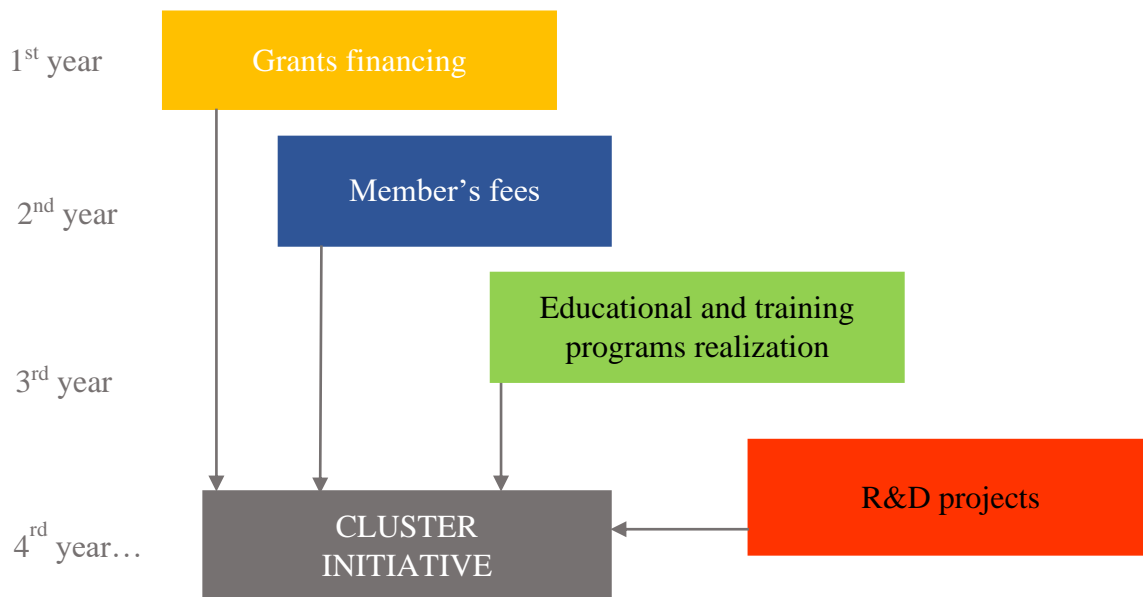 1st year
Grants financing
Member’s fees
2nd year
Educational and training
programs realization
3rd year
R&D projects
CLUSTER
INITIATIVE
4rd year…